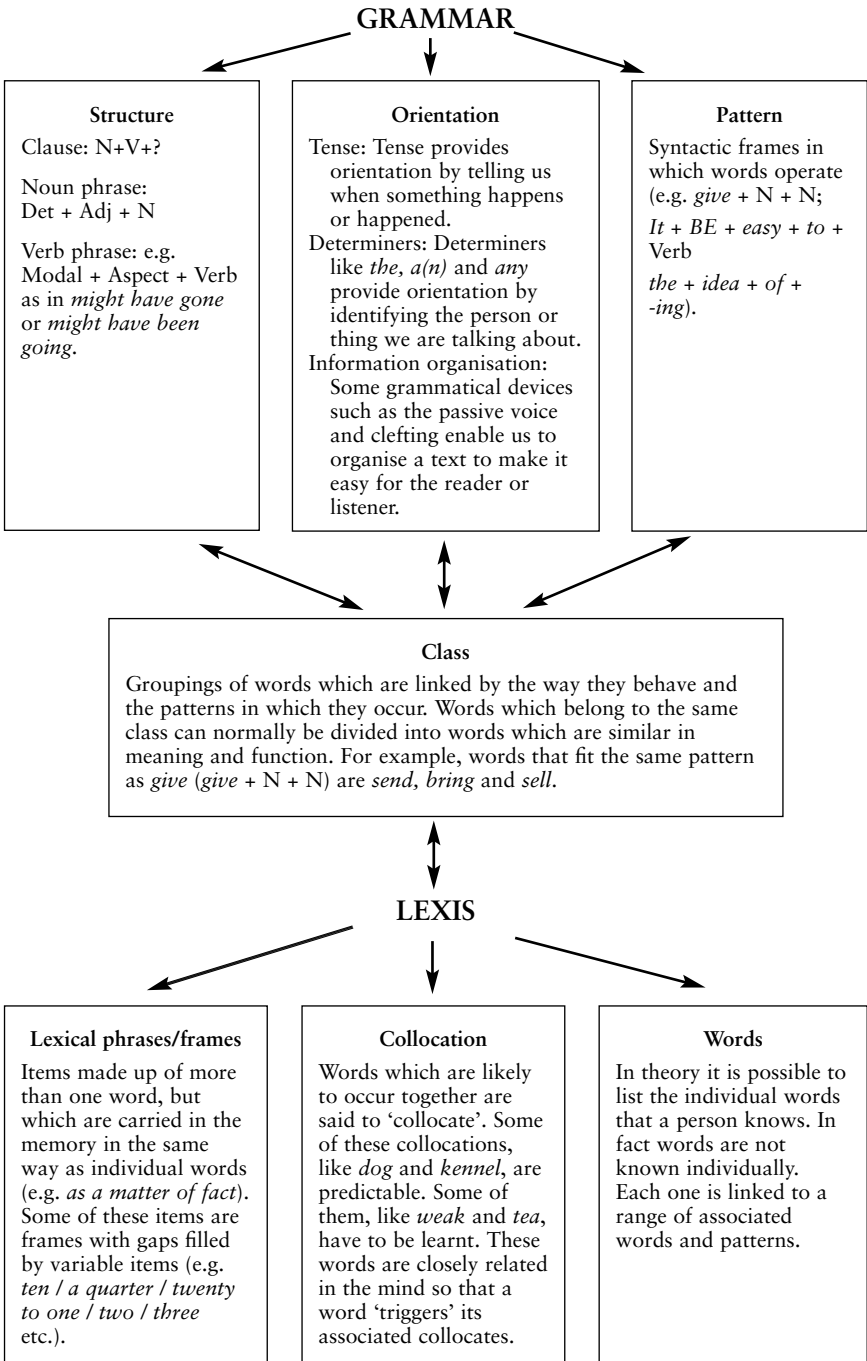 GRAMMAR
Structure
Clause: N+V+?
Noun phrase:
Det + Adj + N
Verb phrase: e.g.
Modal + Aspect + Verb
as in might have gone
or might have been
going.
Orientation
Tense: Tense provides
orientation by telling us
when something happens
or happened.
Determiners: Determiners
like the, a(n) and any
provide orientation by
identifying the person or
thing we are talking about.
Information organisation:
Some grammatical devices
such as the passive voice
and clefting enable us to
organise a text to make it
easy for the reader or
listener.
Pattern
Syntactic frames in
which words operate
(e.g. give + N + N;
It + BE + easy + to +
Verb
the + idea + of +
-ing).
Class
Groupings of words which are linked by the way they behave and
the patterns in which they occur. Words which belong to the same
class can normally be divided into words which are similar in
meaning and function. For example, words that fit the same pattern
as give (give + N + N) are send, bring and sell.
LEXIS
Lexical phrases/frames
Items made up of more
than one word, but
which are carried in the
memory in the same
way as individual words
(e.g. as a matter of fact).
Some of these items are
frames with gaps filled
by variable items (e.g.
ten / a quarter / twenty
to one / two / three
etc.).
Collocation
Words which are likely
to occur together are
said to ‘collocate’. Some
of these collocations,
like dog and kennel, are
predictable. Some of
them, like weak and tea,
have to be learnt. These
words are closely related
in the mind so that a
word ‘triggers’ its
associated collocates.
Words
In theory it is possible to
list the individual words
that a person knows. In
fact words are not
known individually.
Each one is linked to a
range of associated
words and patterns.